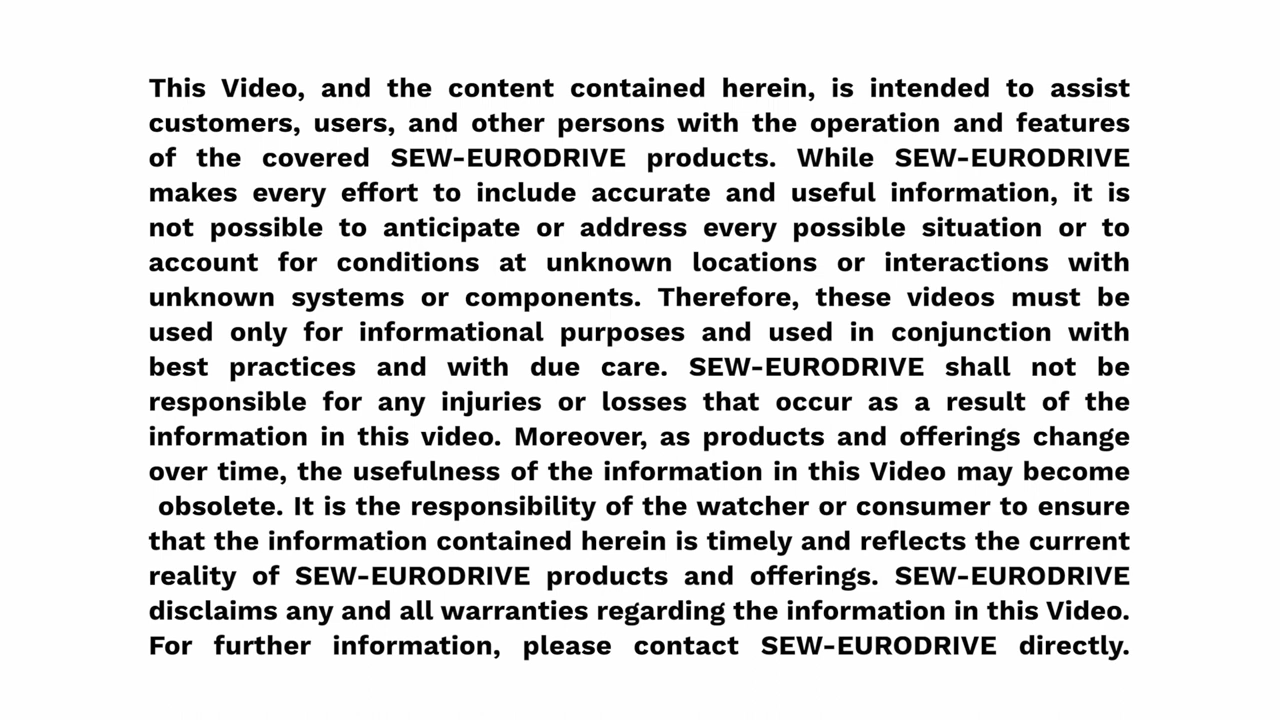 This Video, and the content contained herein, is intended to assist
customers, users, and other persons with the operation and features
of the covered SEW-EURODRIVE products. While SEW-EURODRIVE
makes every effort to include accurate and useful information, it is
not possible to anticipate or address every possible situation or to
account for conditions at unknown locations or interactions with
unknown systems or components. Therefore, these videos must be
used only for informational purposes and used in conjunction with
best practices and with due care. SEW-EURODRIVE shall not be
responsible for any injuries or losses that occur as a result of the
information in this video. Moreover, as products and offerings change
over time, the usefulness of the information in this Video may become
obsolete. It is the responsibility of the watcher or consumer to ensure
that the information contained herein is timely and reflects the current
reality of SEW-EURODRIVE products and offerings. SEW-EURODRIVE
disclaims any and all warranties regarding the information in this Video.
For further information, please contact SEW-EURODRIVE directly.